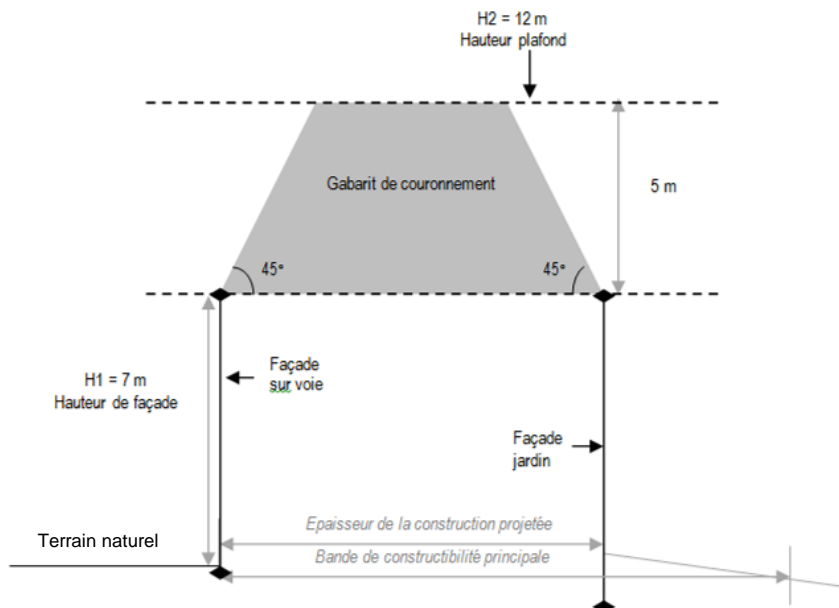 H2 = 12 m
Hauteur plafond
Gabarit de couronnement
5 m
45°
45°
H1 = 7 m
Hauteur de façade
Façade
sur voie
Façade
jardin
Terrain naturel
Epaisseur de la construction projetée
Bande de constructibilité principale